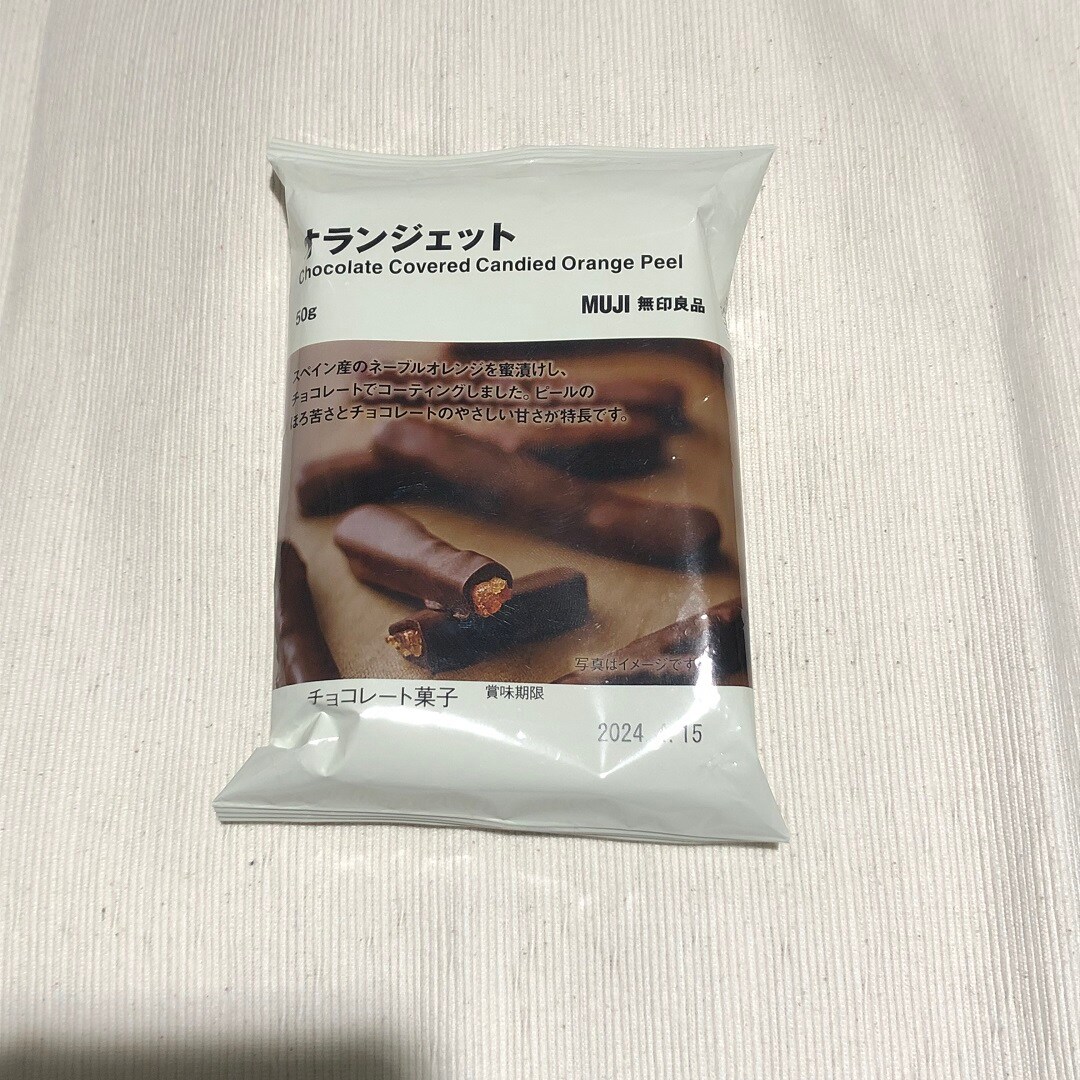 オランジェット
Chocolate Covered Candied Orange Peel
50g
MUJI 無印良品
スペイン産のネーブルオレンジを蜜漬けし、
チョコレートでコーティングしました。ピールの
ほろ苦さとチョコレートのやさしい甘さが特長です。
写真はイメージです
チョコレート菓子
賞味期限
2024 15